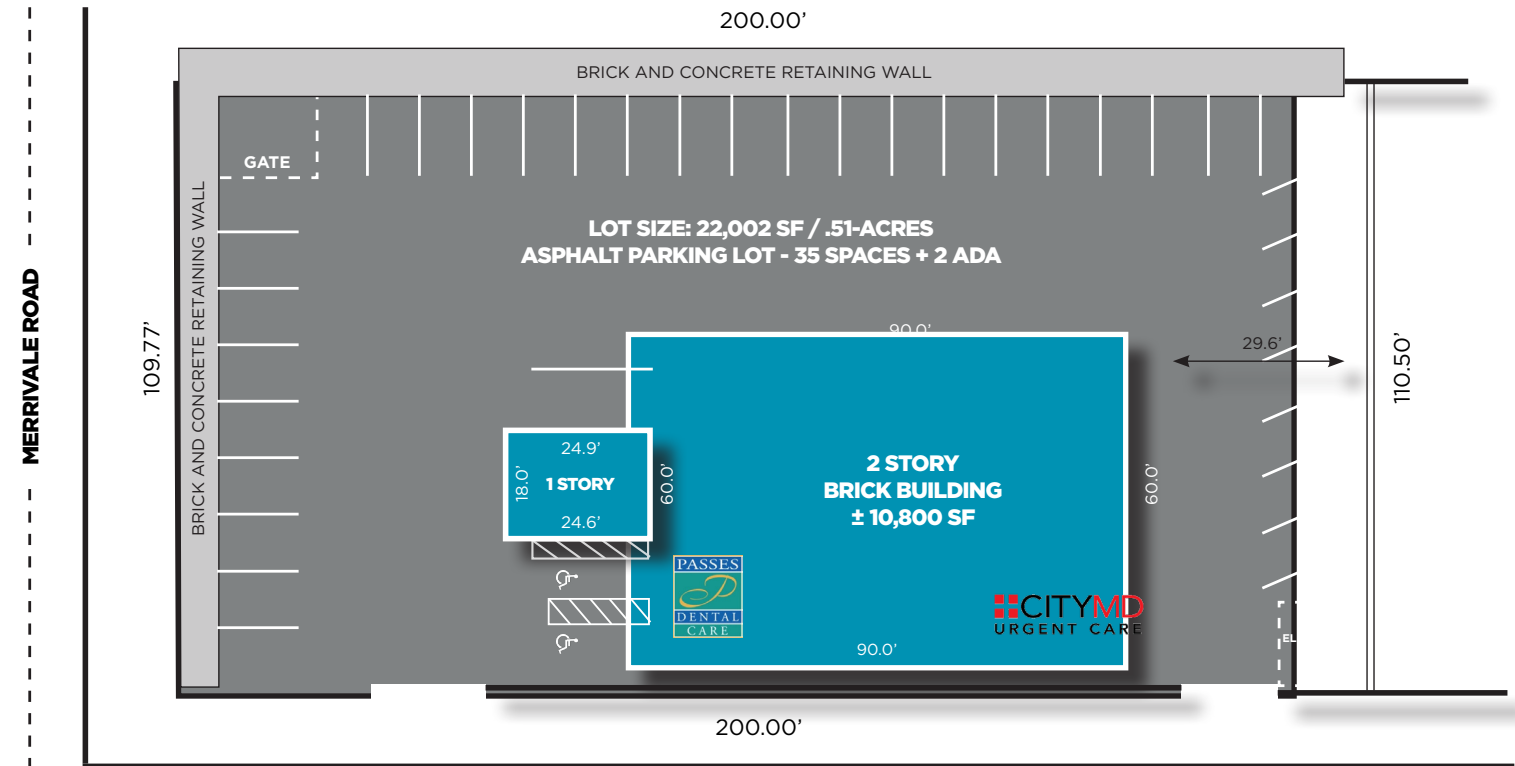 200.00’
BRICK AND CONCRETE RETAINING WALL
GATE
BRICK AND CONCRETE RETAINING WALL
MERRIVALE ROAD
109.77’
LOT SIZE: 22,002 SF / .51-ACRES
ASPHALT PARKING LOT - 35 SPACES + 2 ADA
90.0’
29.6’
110.50’
24.9’
18.0’
1 STORY
60.0’
24.6’
2 STORY
BRICK BUILDING
± 10,800 SF
60.0’
PASSES
P
DENTAL
CARE
CITYMD
URGENT CARE
90.0’
EL
200.00’